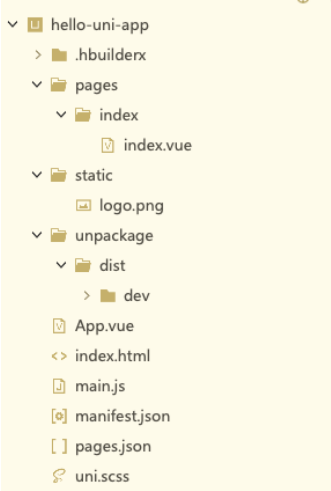 hello-uni-app
.hbuilderx
pages
index
index.vue
static
logo.png
unpackage
dist
dev
App.vue
index.html
main.js
manifest.json
pages.json
uni.scss